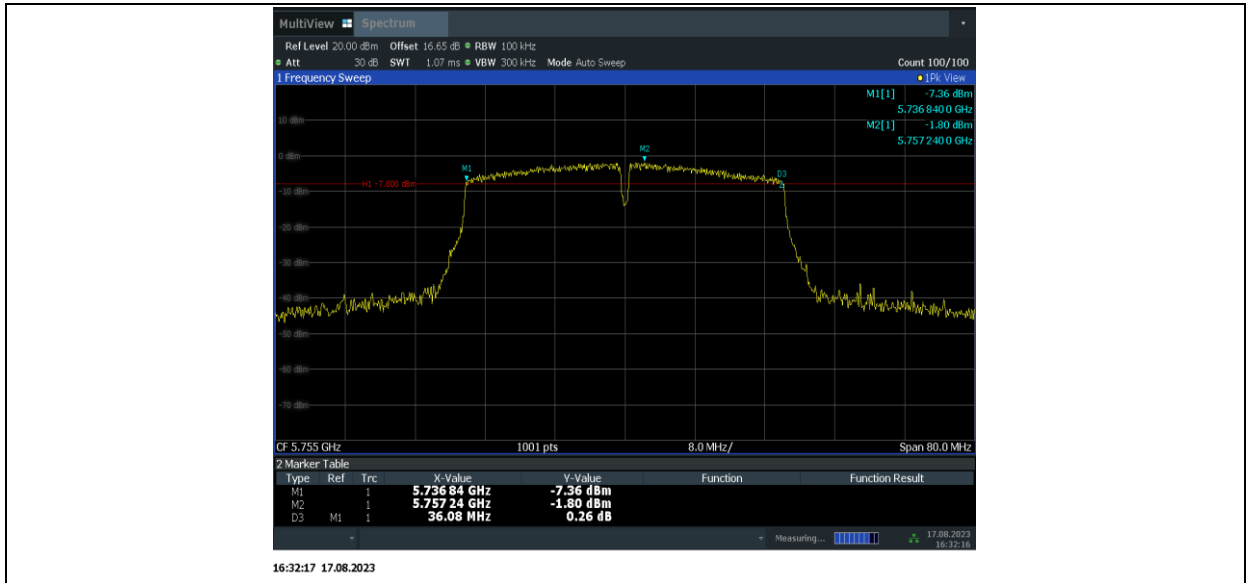 MultiView Spectrum
Ref Level 20.00 dBm Offset 16.65 dB RBW 100 kHz
Att 30 dB SWT 1.07 ms VBW 300 kHz Mode Auto Sweep Count 100/100
1 Frequency Sweep 1Pk View
M1[1] -7.36 dBm
5.736 840 0 GHz
10 dBm
M2[1] -1.80 dBm
5.757 240 0 GHz
M2
0 dBm
M1
D3
H1 -7.800 dBm
-10 dBm
-20 dBm
-30 dBm
-40 dBm
-50 dBm
-60 dBm
-70 dBm
CF 5.755 GHz 1001 pts 8.0 MHz/ Span 80.0 MHz
2 Marker Table
Type Ref Trc X-Value Y-Value Function Function Result
M1 1 5.736 84 GHz -7.36 dBm
M2 1 5.757 24 GHz -1.80 dBm
D3 M1 1 36.08 MHz 0.26 dB
Measuring... 17.08.2023
16:32:16
16:32:17 17.08.2023